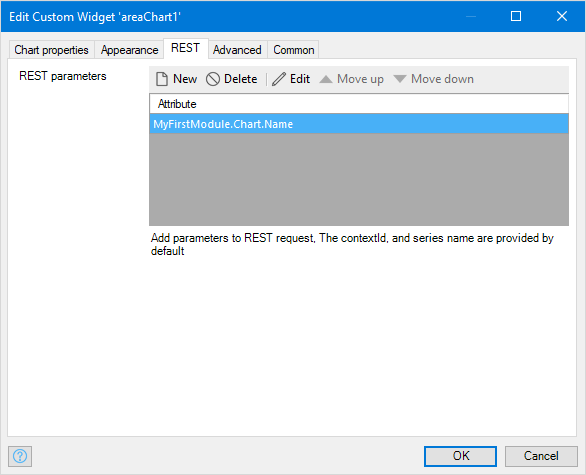 Edit Custom Widget 'areaChart1'
Chart properties Appearance REST Advanced Common
REST parameters
New Delete Edit Move up Move down
Attribute
MyFirstModule.Chart.Name
Add parameters to REST request, The contextId, and series name are provided by
default
? OK Cancel